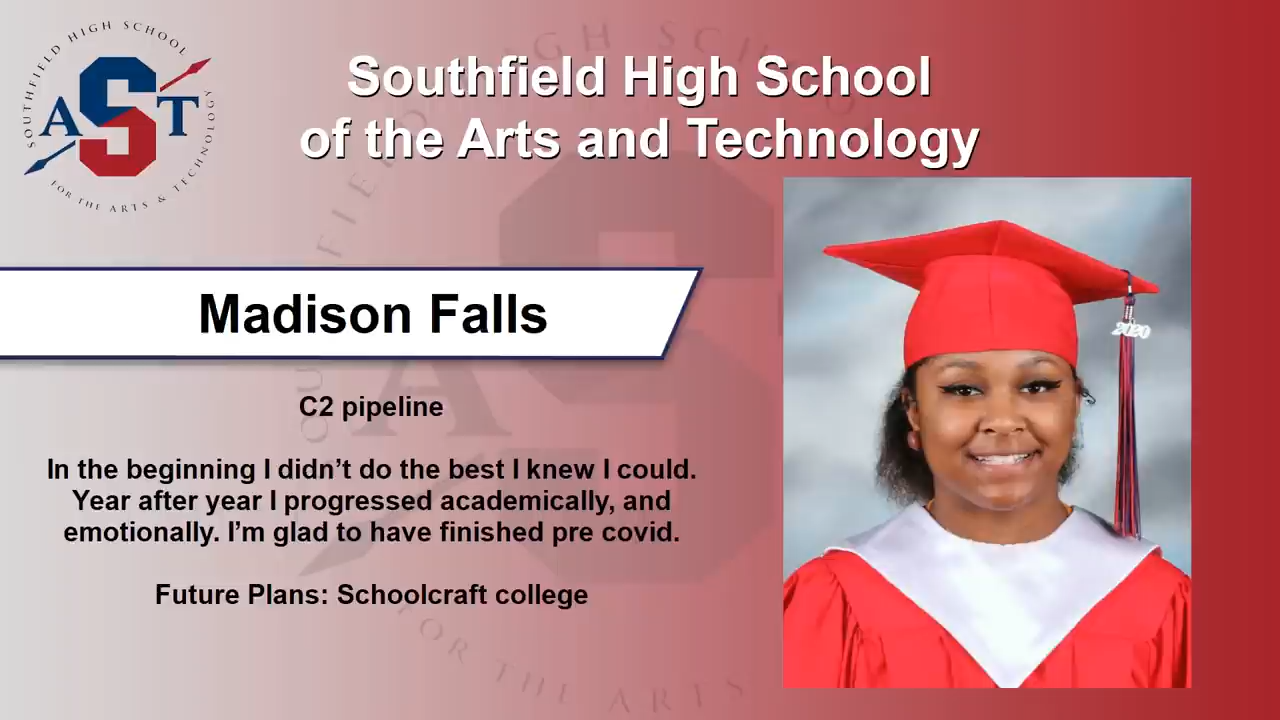 SOUTHFIELD HIGH SCHOOL
AST
FOR THE ARTS & TECHNOLOGY
Southfield High School
of the Arts and Technology
2020
Madison Falls
C2 pipeline
In the beginning I didn’t do the best I knew I could.
Year after year I progressed academically, and
emotionally. I’m glad to have finished pre covid.
Future Plans: Schoolcraft college